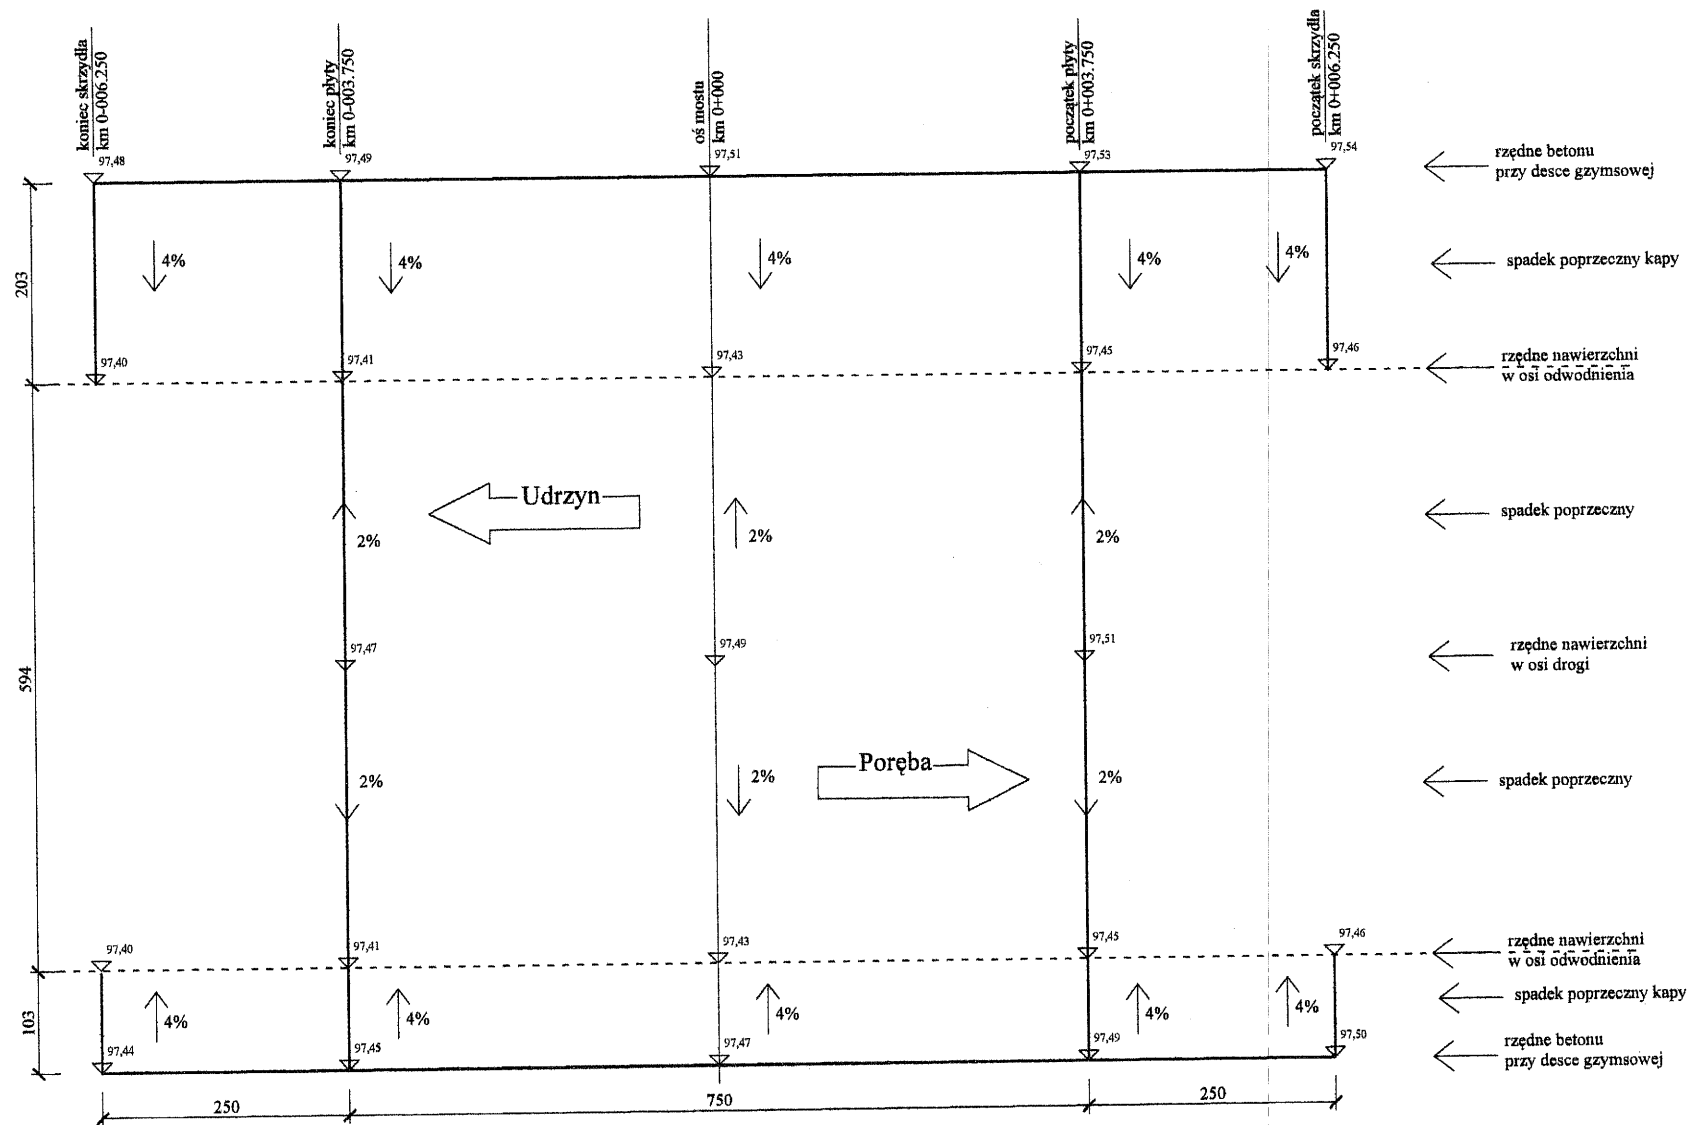 koniec skrzydła
km 0-006.250
koniec płyty
km 0-003.750
oś mostu
km 0+000
początek płyty
km 0+003.750
początek skrzydła
km 0+006.250
97,48
97,49
97,51
97,53
97,54
rzędne betonu
przy desce gzymsowej
203
4%
4%
4%
4%
4%
spadek poprzeczny kapy
97,40
97,41
97,43
97,45
97,46
rzędne nawierzchni
w osi odwodnienia
Udrzyn
2%
2%
2%
spadek poprzeczny
594
97,47
97,49
97,51
rzędne nawierzchni
w osi drogi
2%
2%
Poręba
2%
spadek poprzeczny
97,40
97,41
97,43
97,45
97,46
rzędne nawierzchni
w osi odwodnienia
103
4%
4%
4%
4%
4%
spadek poprzeczny kapy
97,44
97,45
97,47
97,49
97,50
rzędne betonu
przy desce gzymsowej
250
750
250